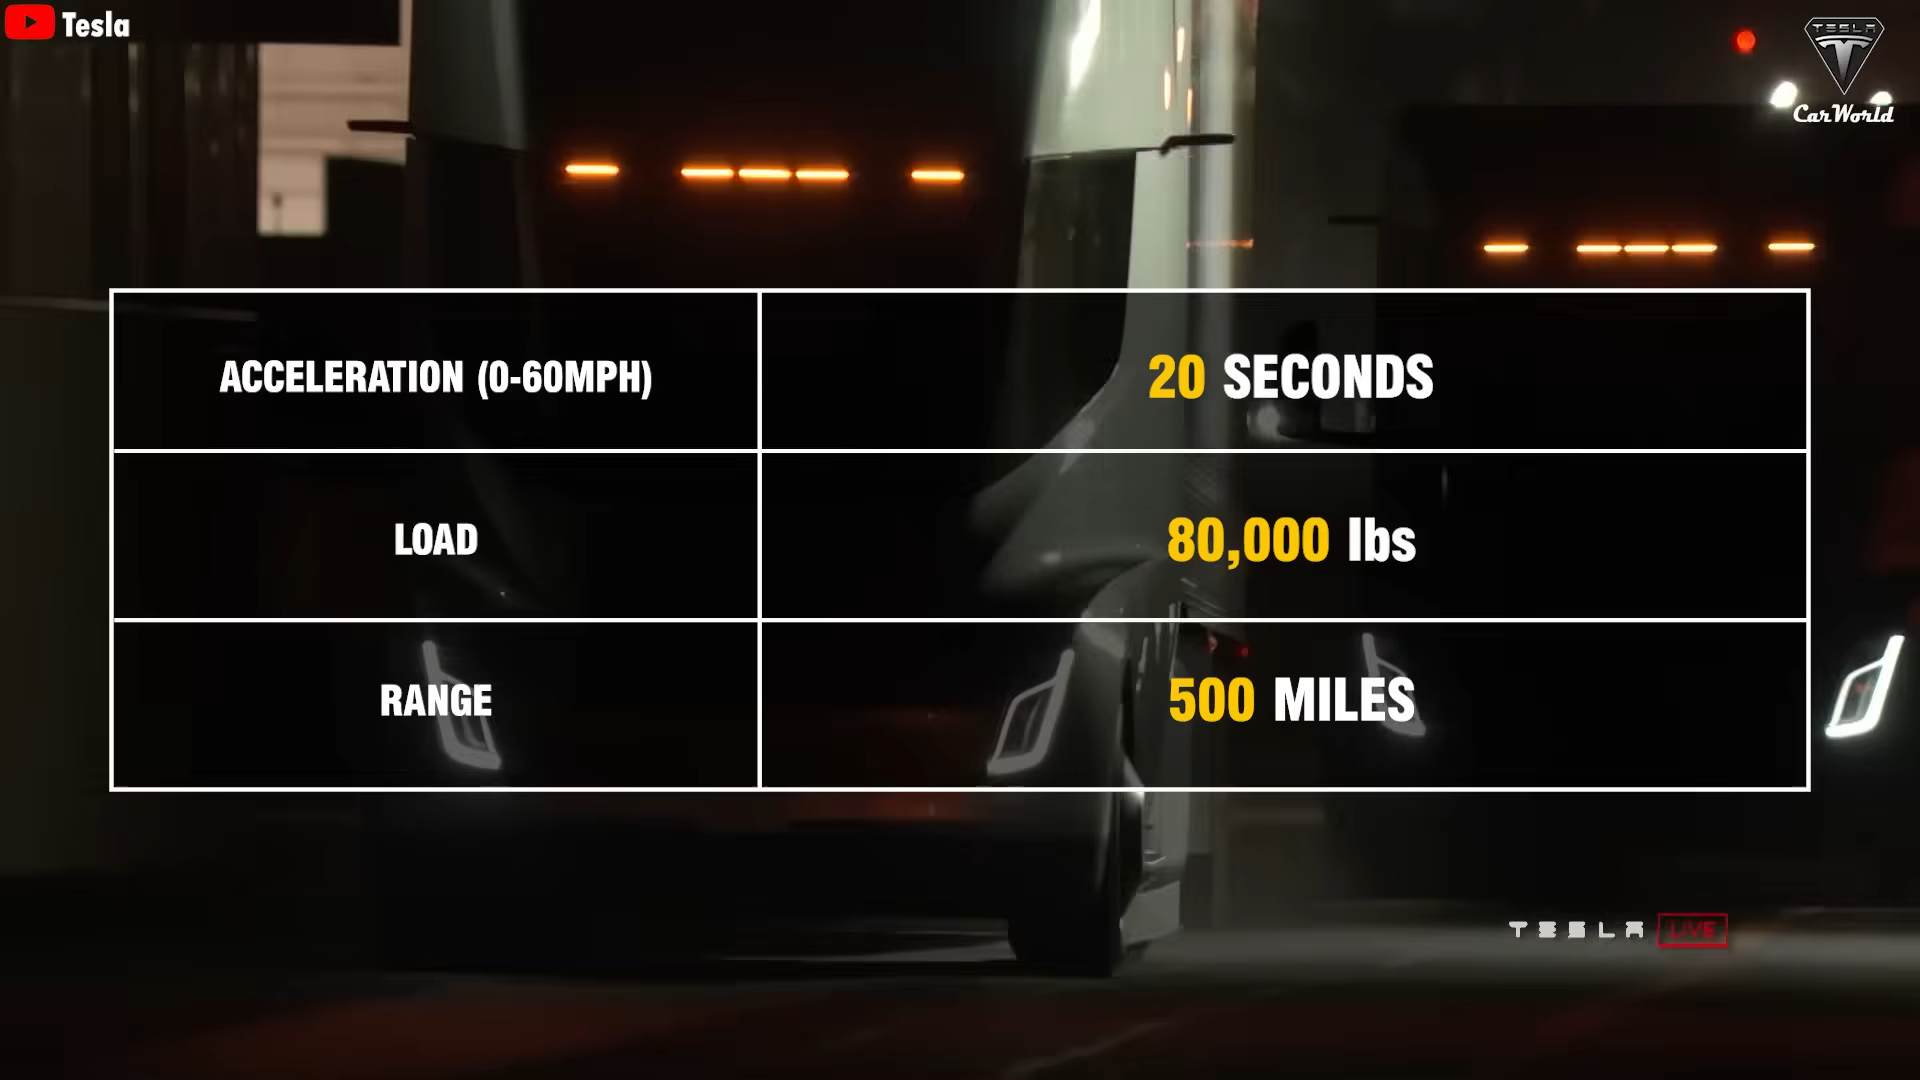 Tesla
TESLA
CarWorld
ACCELERATION (0-60MPH)
20 SECONDS
LOAD
80,000 lbs
RANGE
500 MILES
TESLA LIVE